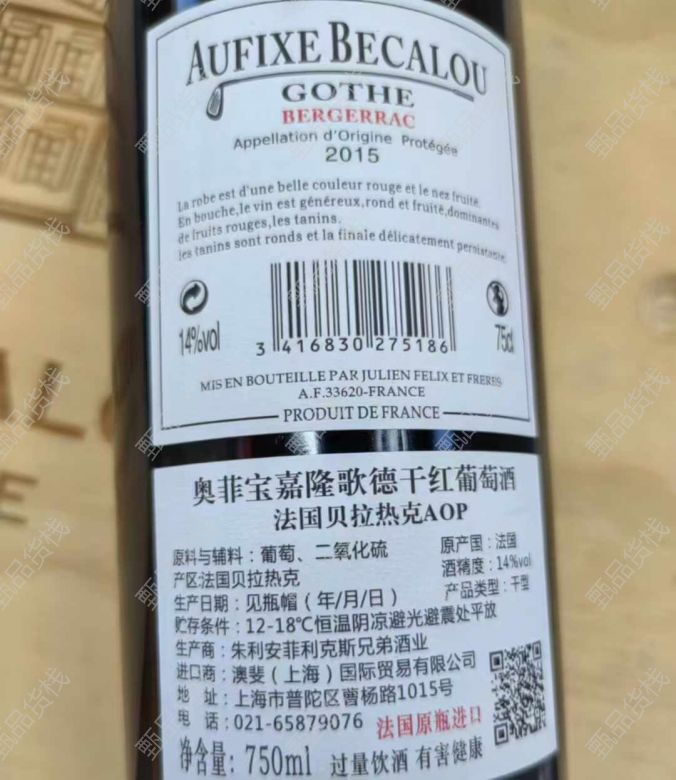 AUFIXE BECALOU
GOTHE
BERGERRAC
Appellation d'Origine Protégée
2015
La robe est d'une belle couleur rouge et le nez fruité.
En bouche,le vin est généreux,rond et fruité,dominantes
de fruits rouges,les tanins.
les tanins sont ronds et la finale délicatement persistante
14%vol
3 416830 275186
75cl
MIS EN BOUTEILLE PAR JULIEN FELIX ET FRERES
A.F.33620-FRANCE
PRODUIT DE FRANCE
奥菲宝嘉隆歌德干红葡萄酒
法国贝拉热克AOP
原料与辅料：葡萄、二氧化硫
原产国：法国
产区:法国贝拉热克
酒精度：14%vol
生产日期：见瓶帽（年/月/日）
产品类型：干型
贮存条件：12-18℃恒温阴凉避光避震处平放
生产商：朱利安菲利克斯兄弟酒业
进口商：澳斐（上海）国际贸易有限公司
地 址：上海市普陀区曹杨路1015号
电 话：021-65879076
法国原瓶进口
净含量：750ml
过量饮酒 有害健康
甄品货栈